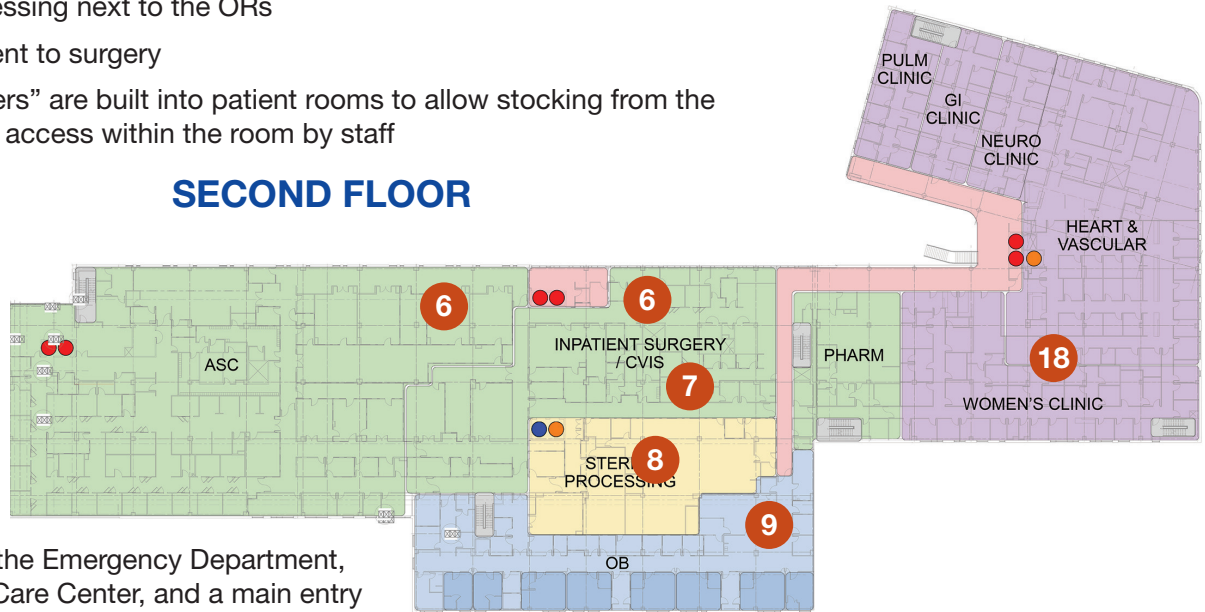 essing next to the ORs
ent to surgery
ers” are built into patient rooms to allow stocking from the
access within the room by staff
SECOND FLOOR
PULM
CLINIC
GI
CLINIC
NEURO
CLINIC
HEART &
VASCULAR
6
6
INPATIENT SURGERY
/ CVIS
ASC
PHARM
18
7
WOMEN’S CLINIC
8
STER
PROCESSING
9
OB
the Emergency Department,
Care Center, and a main entry